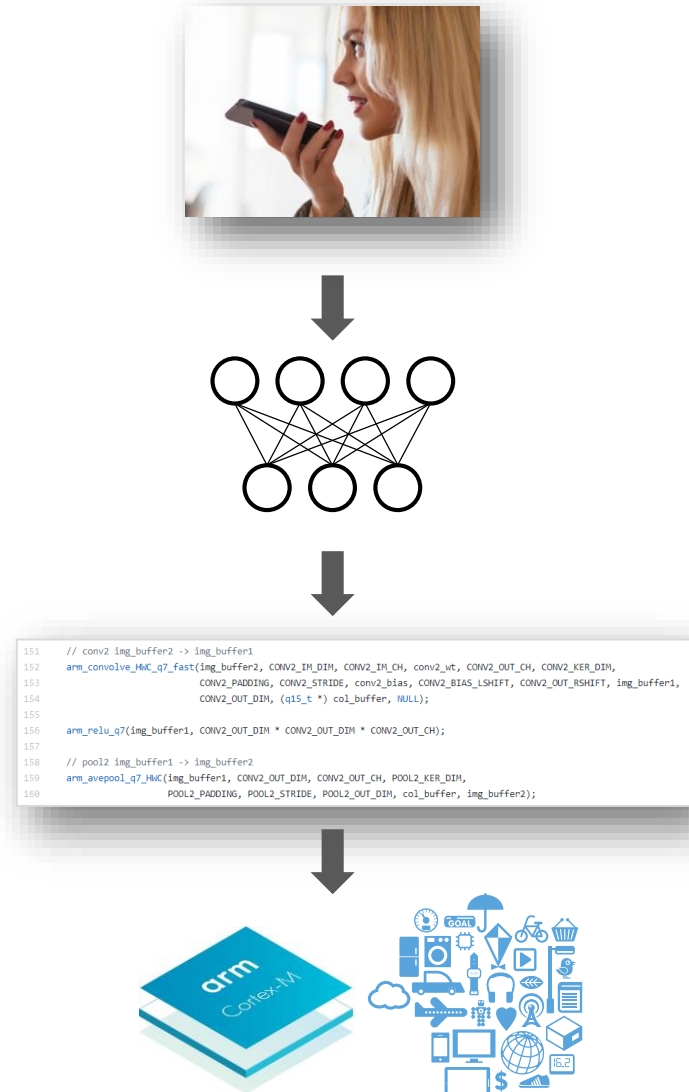 151 // conv2 img_buffer2 -> img_buffer1
152 arm_convolve_HWC_q7_fast(img_buffer2, CONV2_IM_DIM, CONV2_IM_CH, conv2_wt, CONV2_OUT_CH, CONV2_KER_DIM,
153 CONV2_PADDING, CONV2_STRIDE, conv2_bias, CONV2_BIAS_LSHIFT, CONV2_OUT_RSHIFT, img_buffer1,
154 CONV2_OUT_DIM, (q15_t *) col_buffer, NULL);
155
156 arm_relu_q7(img_buffer1, CONV2_OUT_DIM * CONV2_OUT_DIM * CONV2_OUT_CH);
157
158 // pool2 img_buffer1 -> img_buffer2
159 arm_avepool_q7_HWC(img_buffer1, CONV2_OUT_DIM, CONV2_OUT_CH, POOL2_KER_DIM,
160 POOL2_PADDING, POOL2_STRIDE, POOL2_OUT_DIM, col_buffer, img_buffer2);
GOAL
arm
Cortex-M
16.2
$